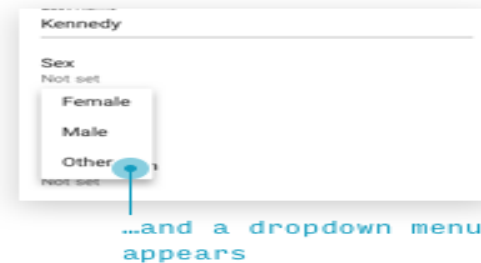 Kennedy
Sex
Not set
Female
Male
Other
Not set
…and a dropdown menu
appears